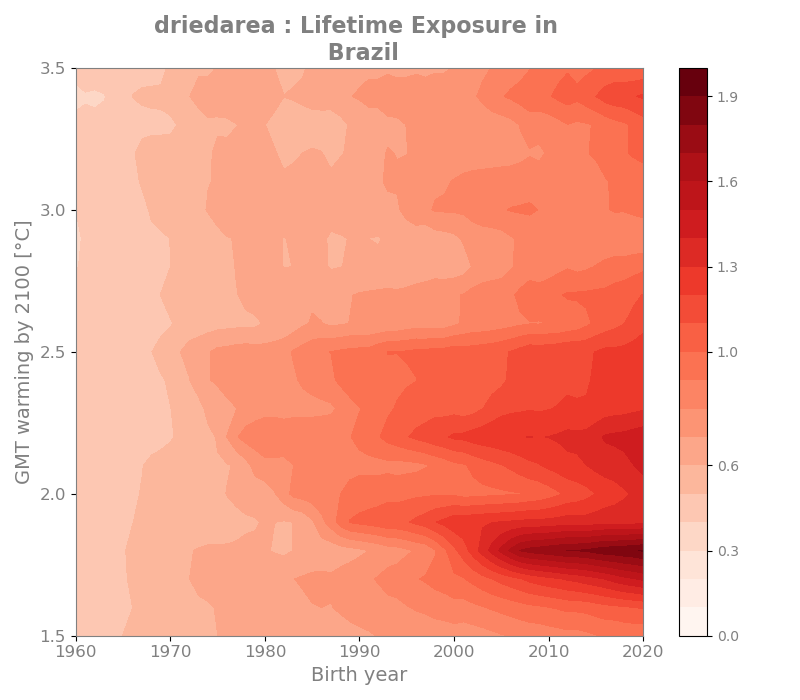 driedarea : Lifetime Exposure in
Brazil
GMT warming by 2100 [°C]
3.5
3.0
2.5
2.0
1.5
1960 1970 1980 1990 2000 2010 2020
Birth year
1.9
1.6
1.3
1.0
0.6
0.3
0.0